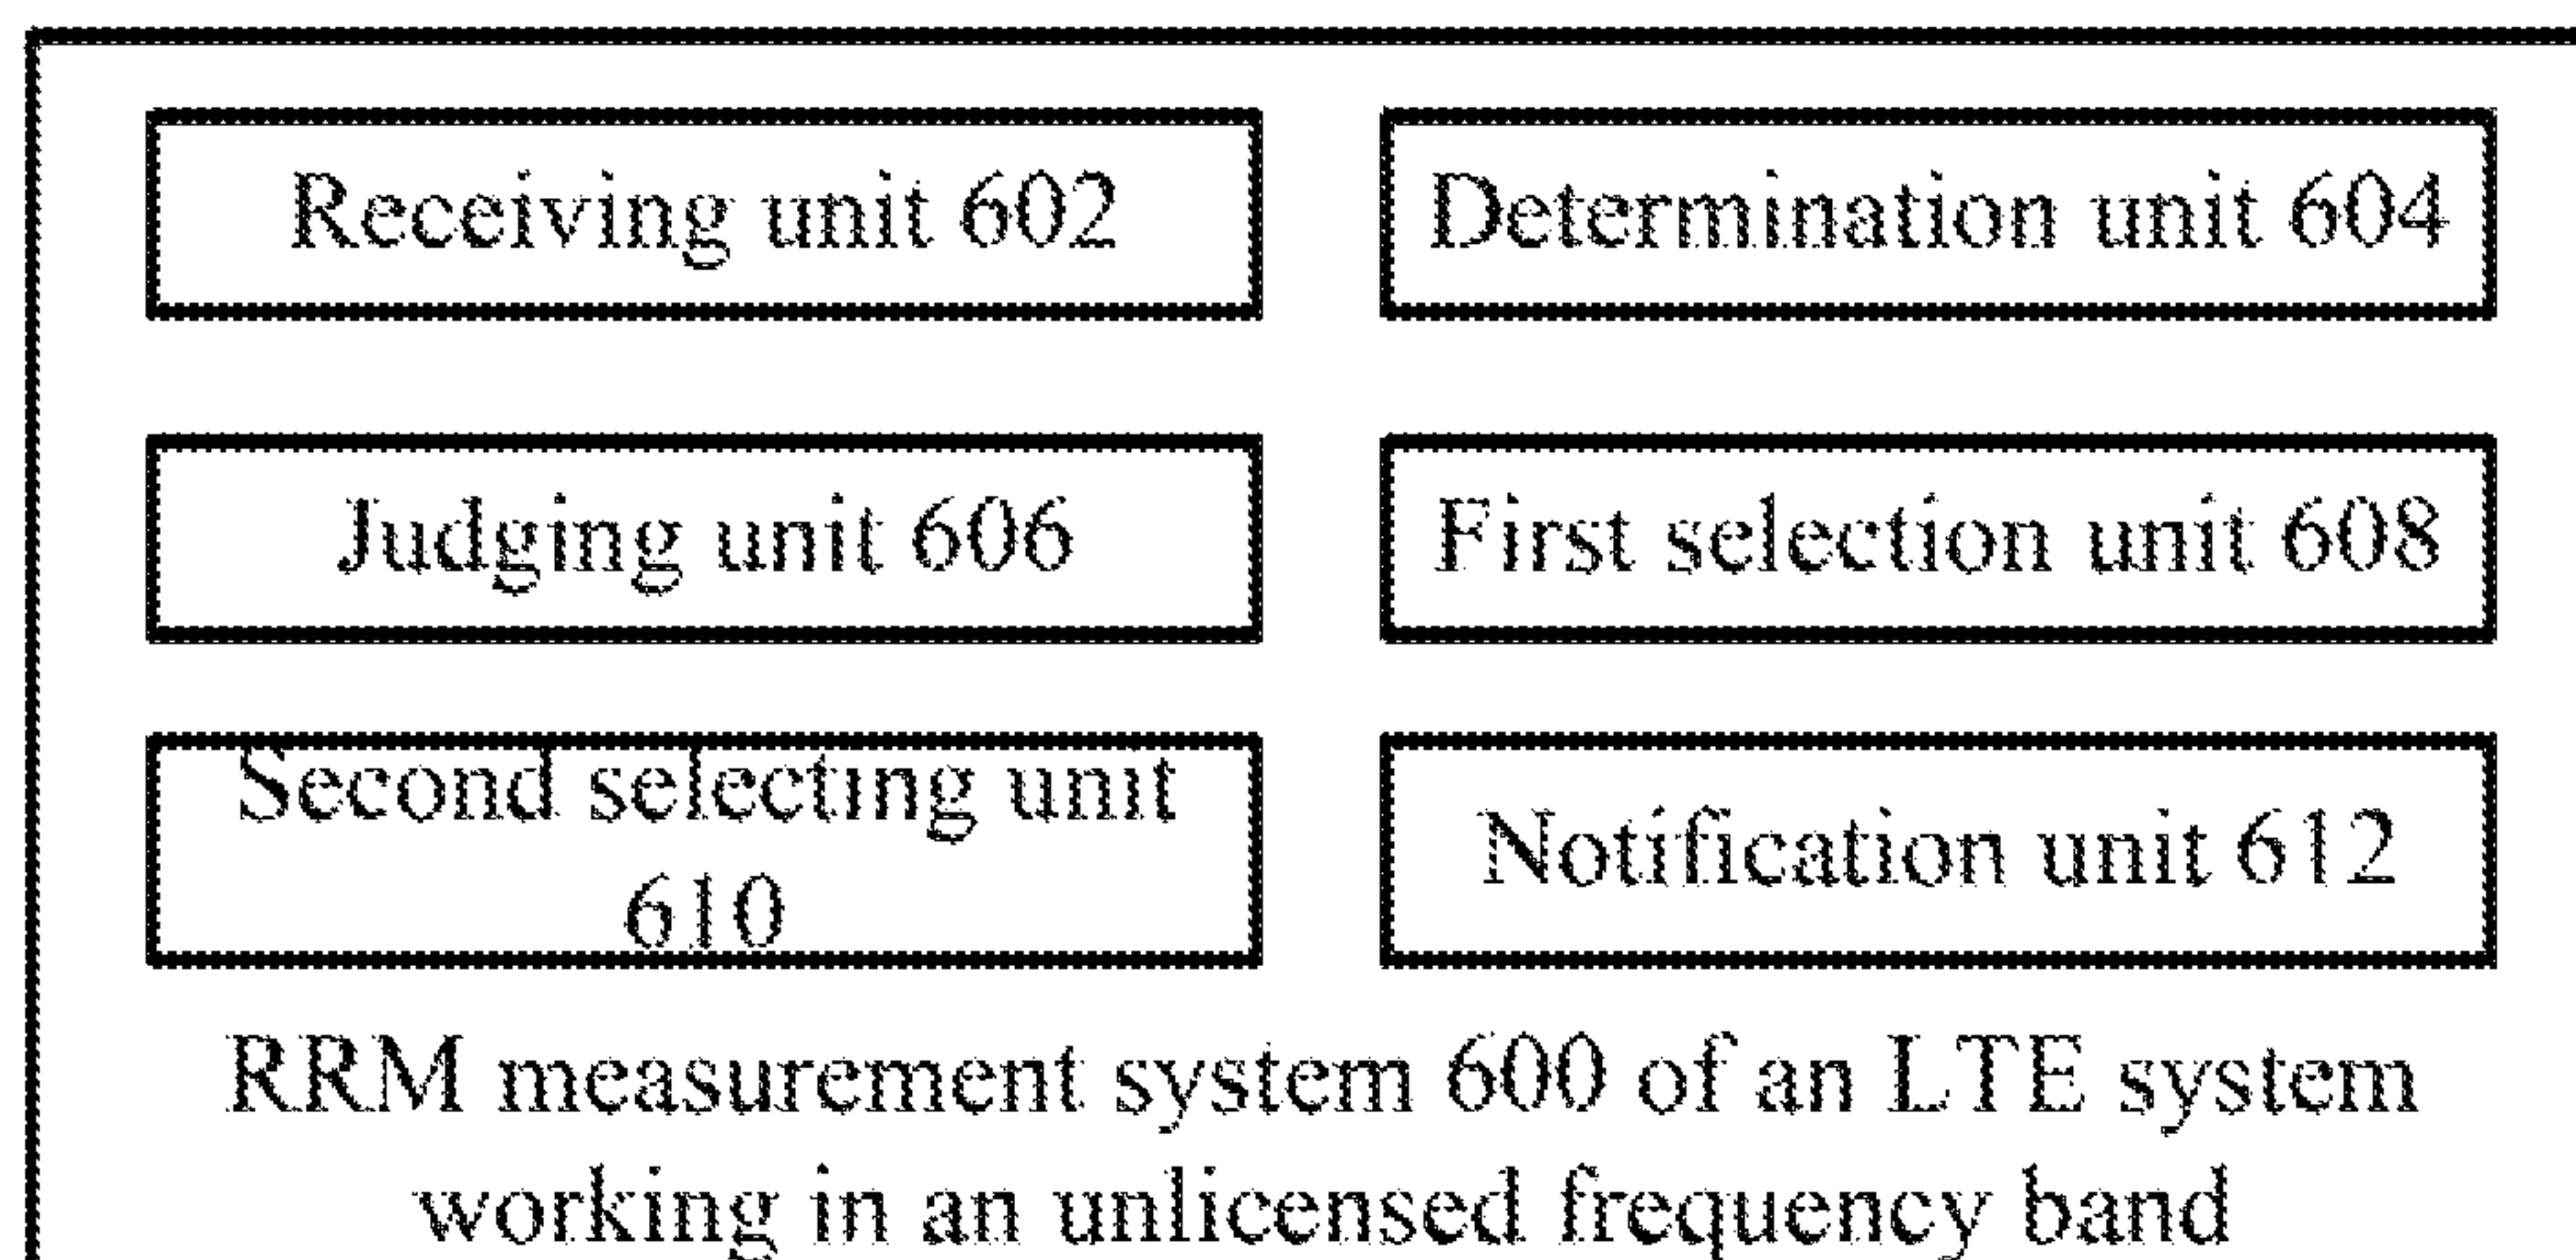 Receiving unit 602
Determination unit 604
Judging unit 606
First selection unit 608
Second selecting unit
610
Notification unit 612
RRM measurement system 600 of an LTE system
working in an unlicensed frequency band